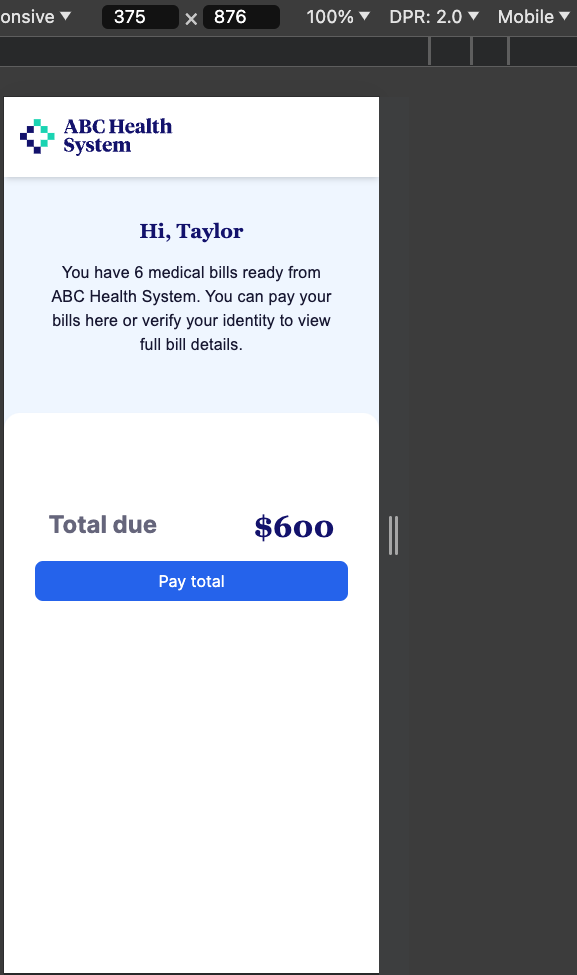 onsive ▼ 375 × 876 100% ▼ DPR: 2.0 ▼ Mobile ▼
ABC Health
System
Hi, Taylor
You have 6 medical bills ready from
ABC Health System. You can pay your
bills here or verify your identity to view
full bill details.
Total due $600
Pay total